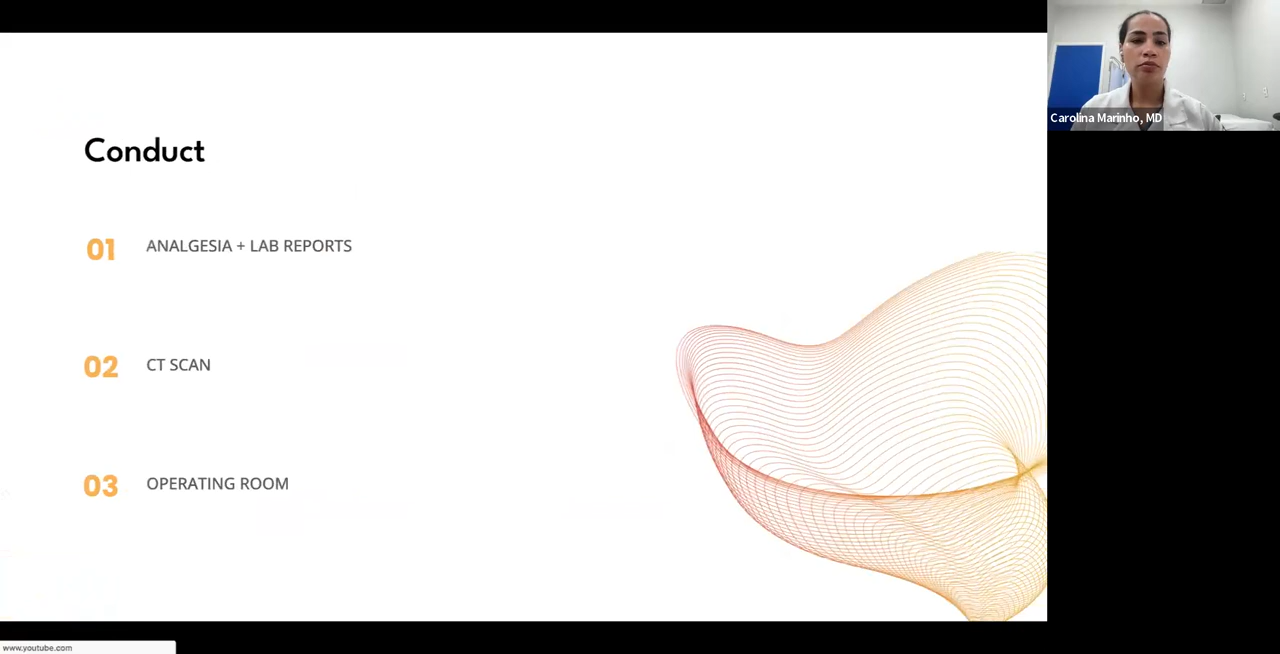 Carolina Marinho, MD
Conduct
01 ANALGESIA + LAB REPORTS
02 CT SCAN
03 OPERATING ROOM
www.youtube.com